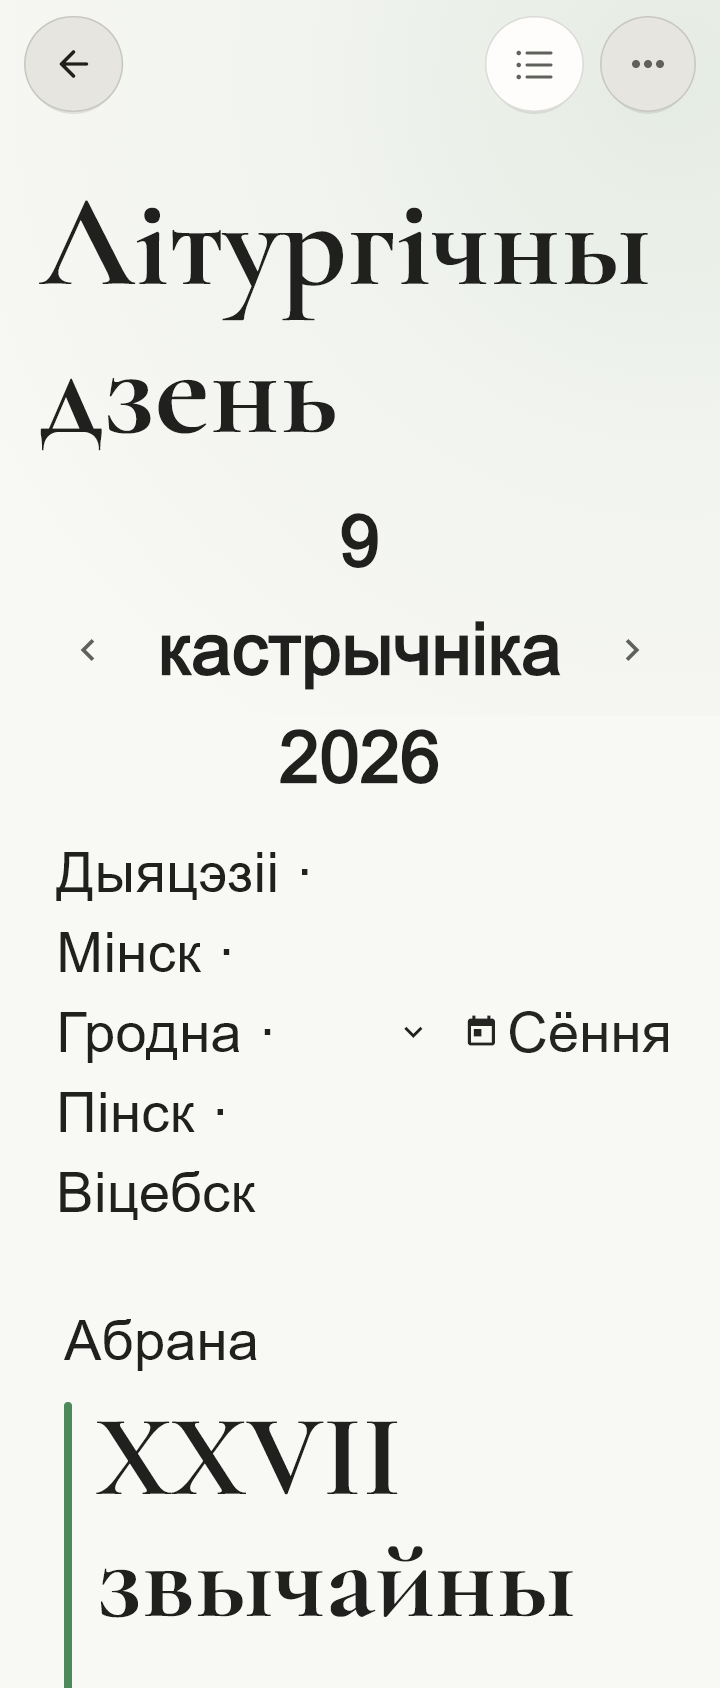 Літургічны
дзень
9
кастрычніка
2026
Дыяцэзіі ·
Мінск ·
Гродна ·
Сёння
Пінск ·
Віцебск
Абрана
XXVII
звычайны